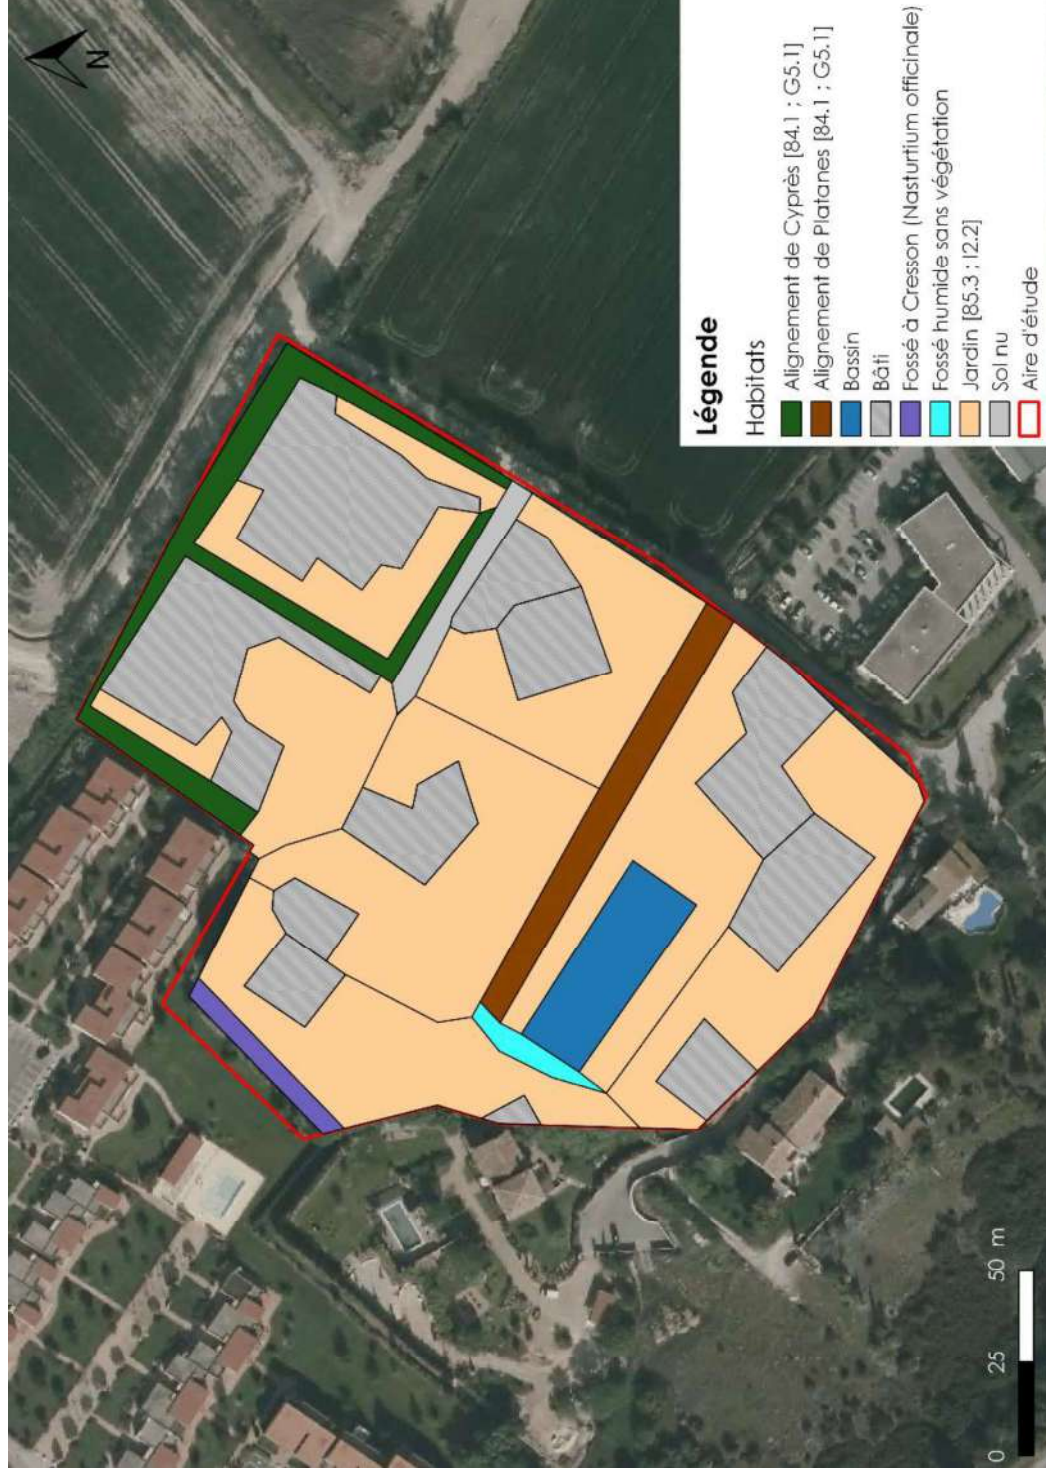 N
Légende
Habitats
Alignement de Cyprès [84.1 ; G5.1]
Alignement de Platanes [84.1 ; G5.1]
Bassin
Bâti
Fossé à Cresson (Nasturtium officinale)
Fossé humide sans végétation
Jardin [85.3 ; I2.2]
Sol nu
Aire d'étude
0 25 50 m